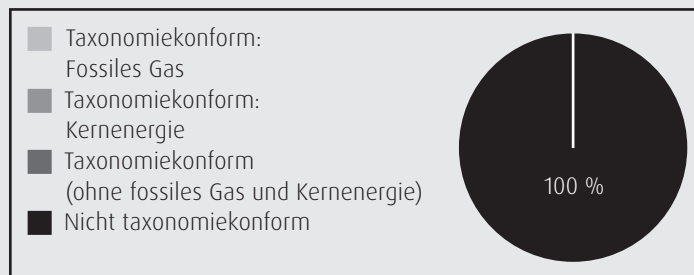 Taxonomiekonform:
Fossiles Gas
Taxonomiekonform:
Kernenergie
Taxonomiekonform
(ohne fossiles Gas und Kernenergie)
Nicht taxonomiekonform
100 %